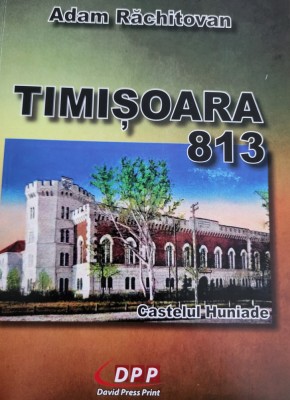 Adam Răchitovan
TIMIȘOARA
813
Castelul Huniade
DPP
David Press Print